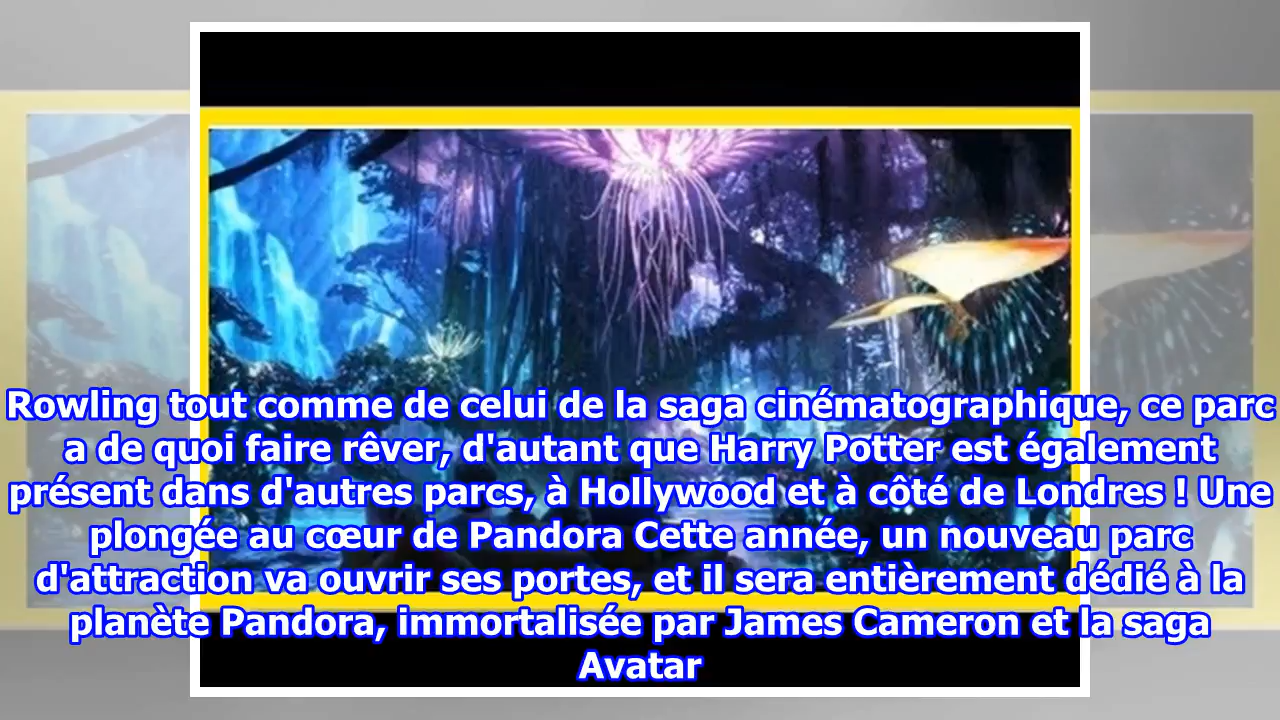 Rowling tout comme de celui de la saga cinématographique, ce parc
a de quoi faire rêver, d'autant que Harry Potter est également
présent dans d'autres parcs, à Hollywood et à côté de Londres ! Une
plongée au cœur de Pandora Cette année, un nouveau parc
d'attraction va ouvrir ses portes, et il sera entièrement dédié à la
planète Pandora, immortalisée par James Cameron et la saga
Avatar